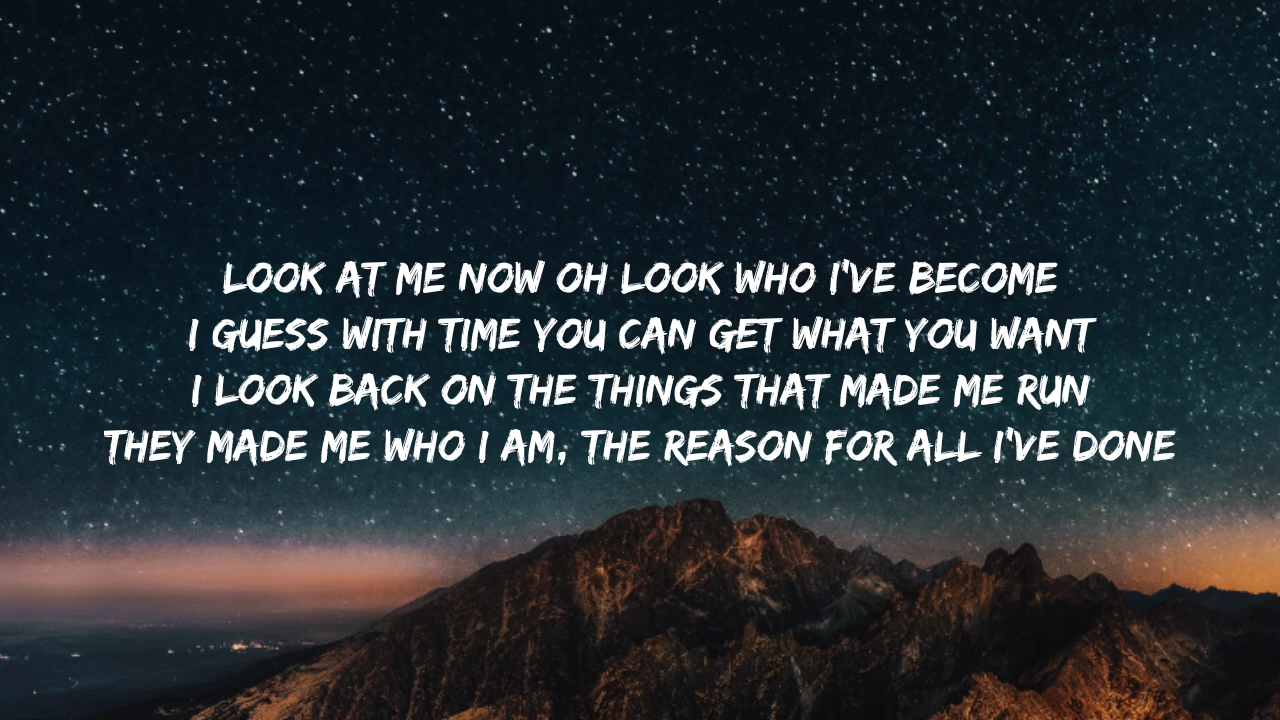 LOOK AT ME NOW OH LOOK WHO I'VE BECOME
I GUESS WITH TIME YOU CAN GET WHAT YOU WANT
I LOOK BACK ON THE THINGS THAT MADE ME RUN
THEY MADE ME WHO I AM, THE REASON FOR ALL I'VE DONE